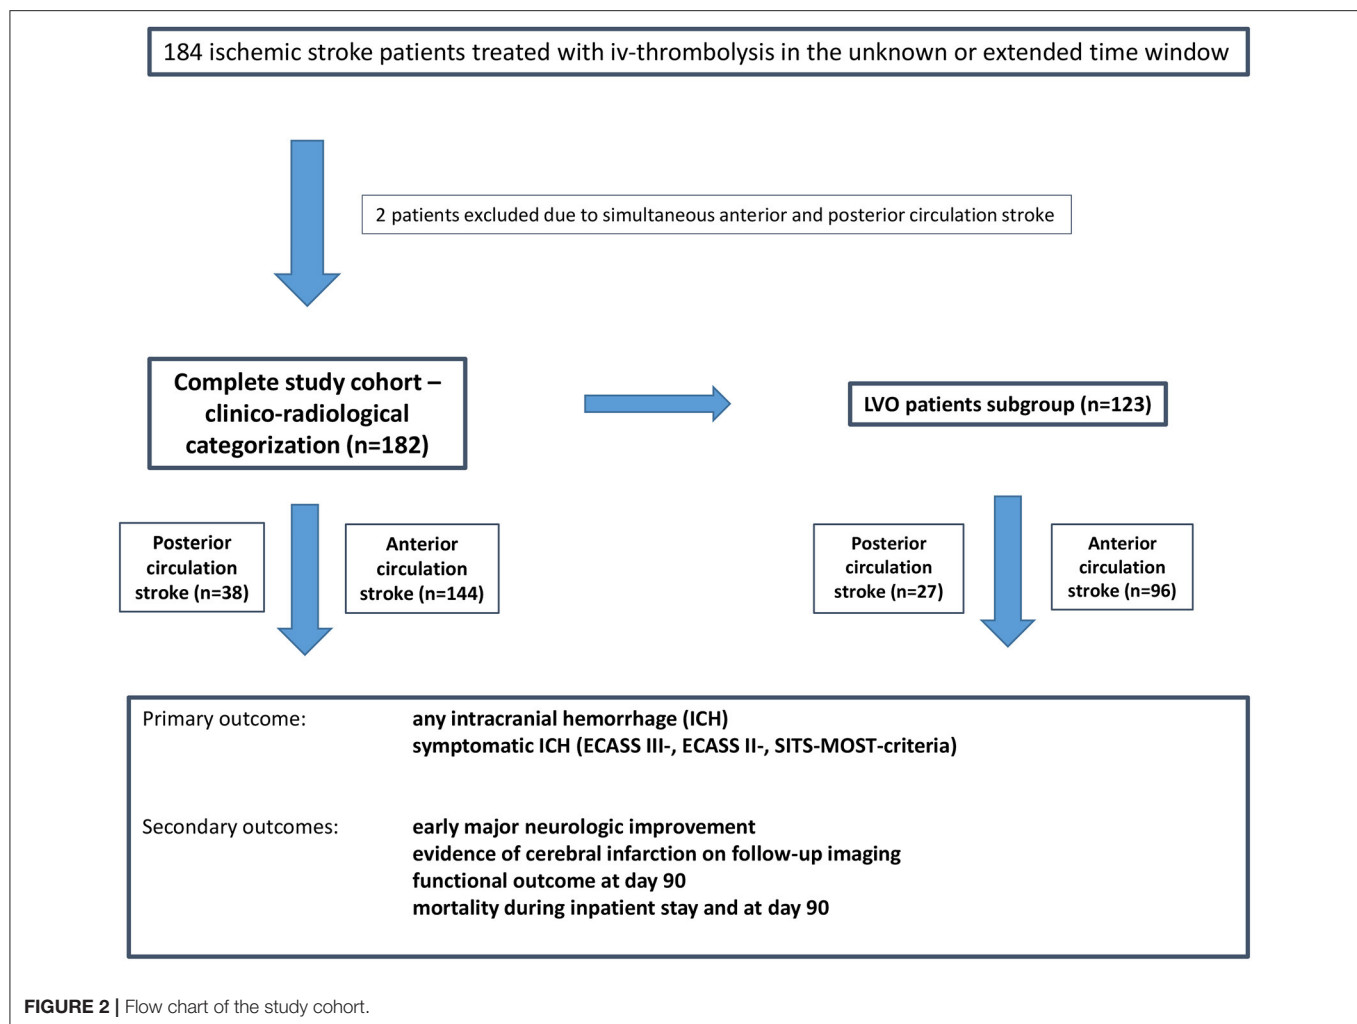 184 ischemic stroke patients treated with iv-thrombolysis in the unknown or extended time window
2 patients excluded due to simultaneous anterior and posterior circulation stroke
Complete study cohort –
clinico-radiological
categorization (n=182)
LVO patients subgroup (n=123)
Posterior
circulation
stroke (n=38)
Anterior
circulation
stroke (n=144)
Posterior
circulation
stroke (n=27)
Anterior
circulation
stroke (n=96)
Primary outcome: any intracranial hemorrhage (ICH)
symptomatic ICH (ECASS III-, ECASS II-, SITS-MOST-criteria)
Secondary outcomes: early major neurologic improvement
evidence of cerebral infarction on follow-up imaging
functional outcome at day 90
mortality during inpatient stay and at day 90
FIGURE 2 | Flow chart of the study cohort.